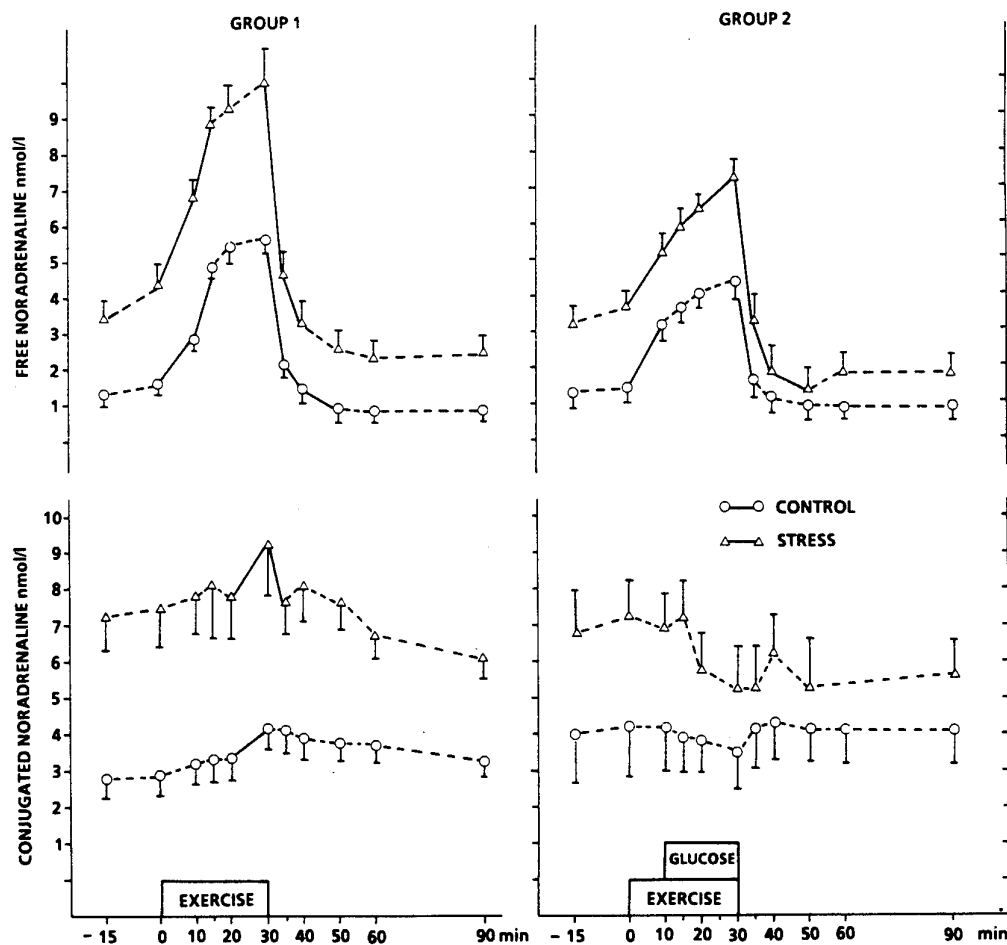 GROUP 1
GROUP 2
FREE NORADRENALINE nmol/l
9
8
7
6
5
4
3
2
1
CONJUGATED NORADRENALINE nmol/l
10
9
8
7
6
5
4
3
2
1
CONTROL
STRESS
EXERCISE
GLUCOSE
EXERCISE
-15 0 10 20 30 40 50 60 90 min
-15 0 10 20 30 40 50 60 90 min